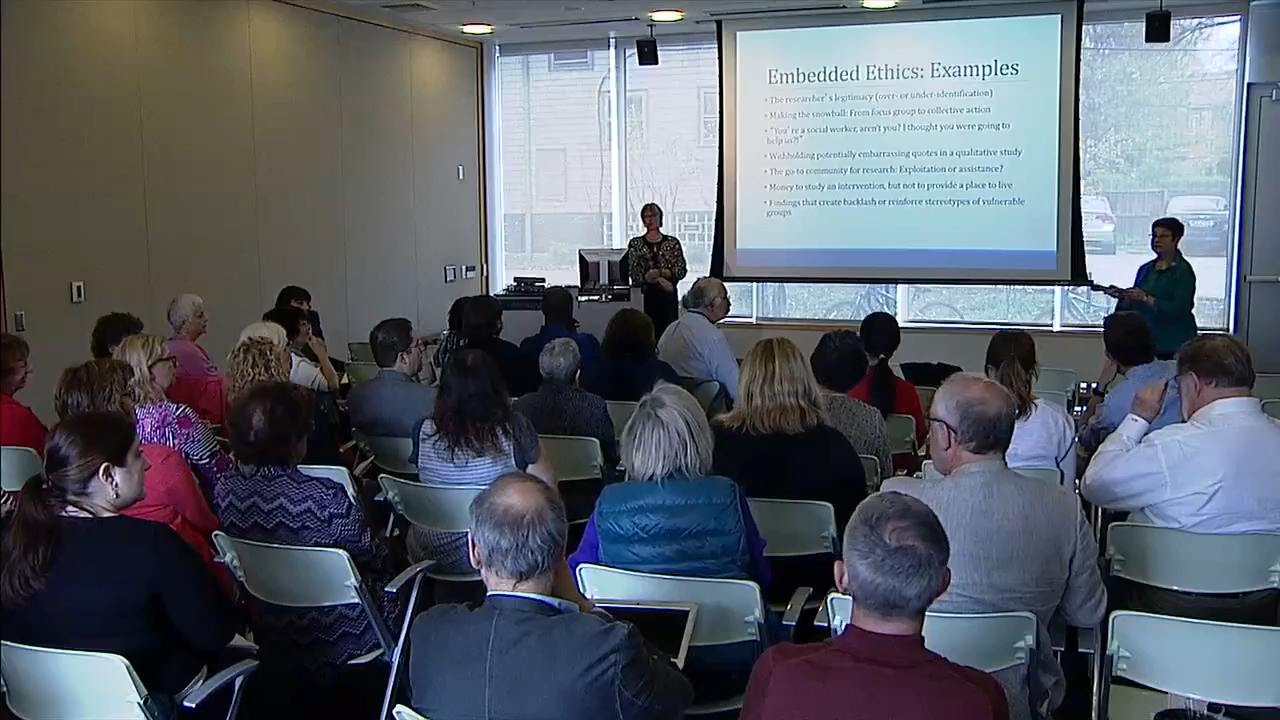 Embedded Ethics: Examples
• The researcher's legitimacy (over- or under-identification)
• Making the snowball: From focus group to collective action
• "You're a social worker, aren't you? I thought you were going to
help us?!"
• Withholding potentially embarrassing quotes in a qualitative study
• The go-to community for research: Exploitation or assistance?
• Money to study an intervention, but not to provide a place to live
• Findings that create backlash or reinforce stereotypes of vulnerable
groups